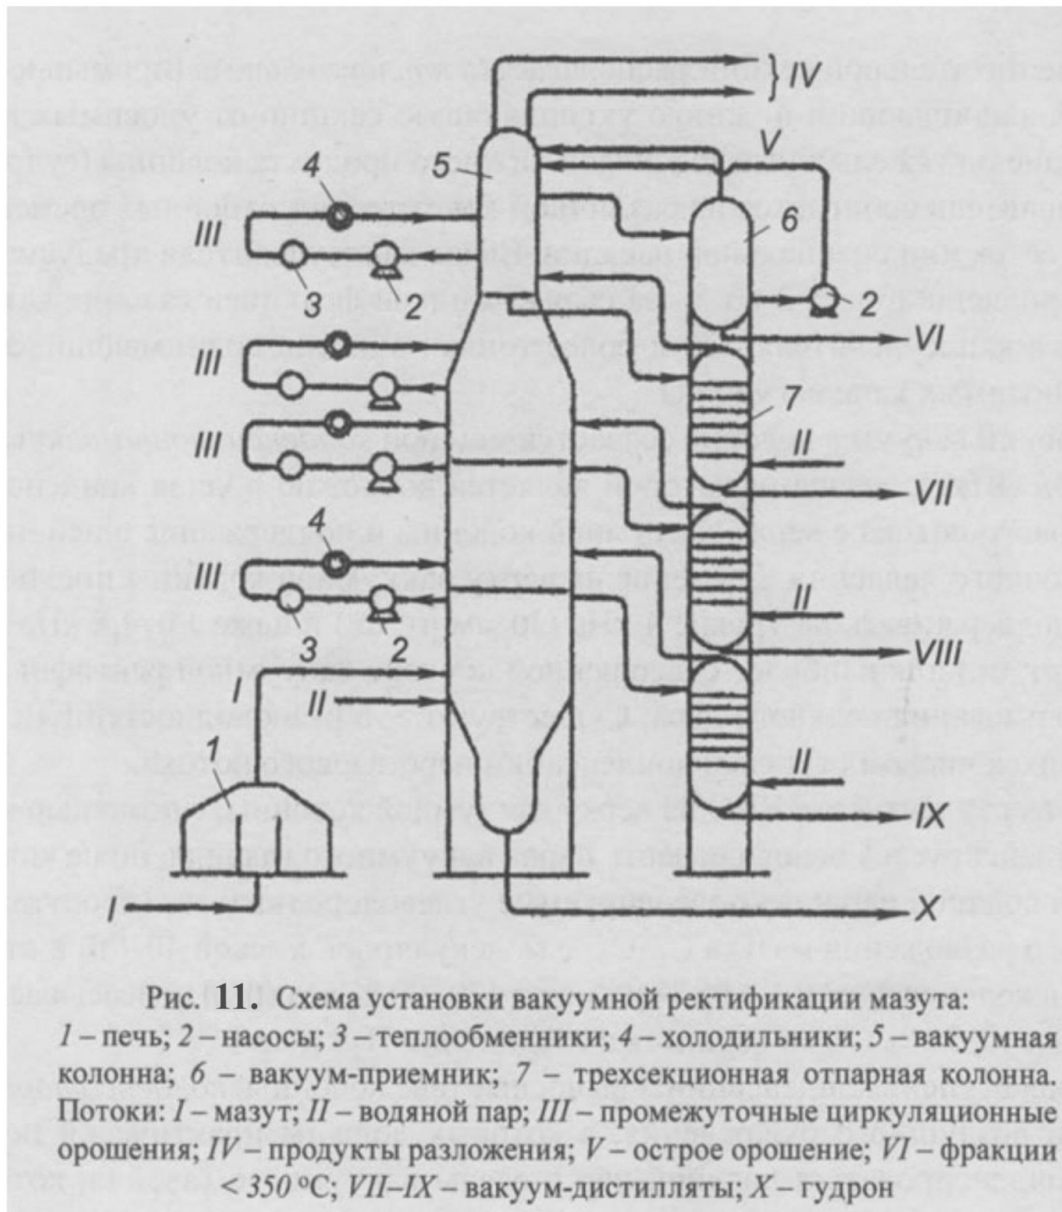 IV
V
4
5
6
III
3
2
2
VI
III
7
II
III
VII
4
II
III
VIII
3
2
I
II
II
1
IX
I
X
Рис. 11 Схема установки вакуумной ректификации мазута:
1 – печь; 2 – насосы; 3 – теплообменники; 4 – холодильники; 5 – вакуумная
колонна; 6 – вакуум-приемник; 7 – трехсекционная отпарная колонна.
Потоки: I – мазут; II – водяной пар; III – промежуточные циркуляционные
орошения; IV – продукты разложения; V – острое орошение; VI – фракции
< 350 °С; VII–IX – вакуум-дистилляты; X – гудрон